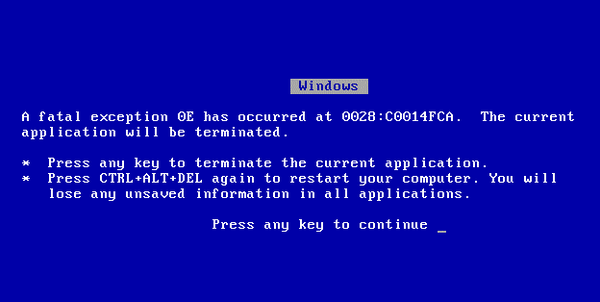 Windows
A fatal exception 0E has occurred at 0028:C0014FCA. The current
application will be terminated.
* Press any key to terminate the current application.
* Press CTRL+ALT+DEL again to restart your computer. You will
lose any unsaved information in all applications.
Press any key to continue _